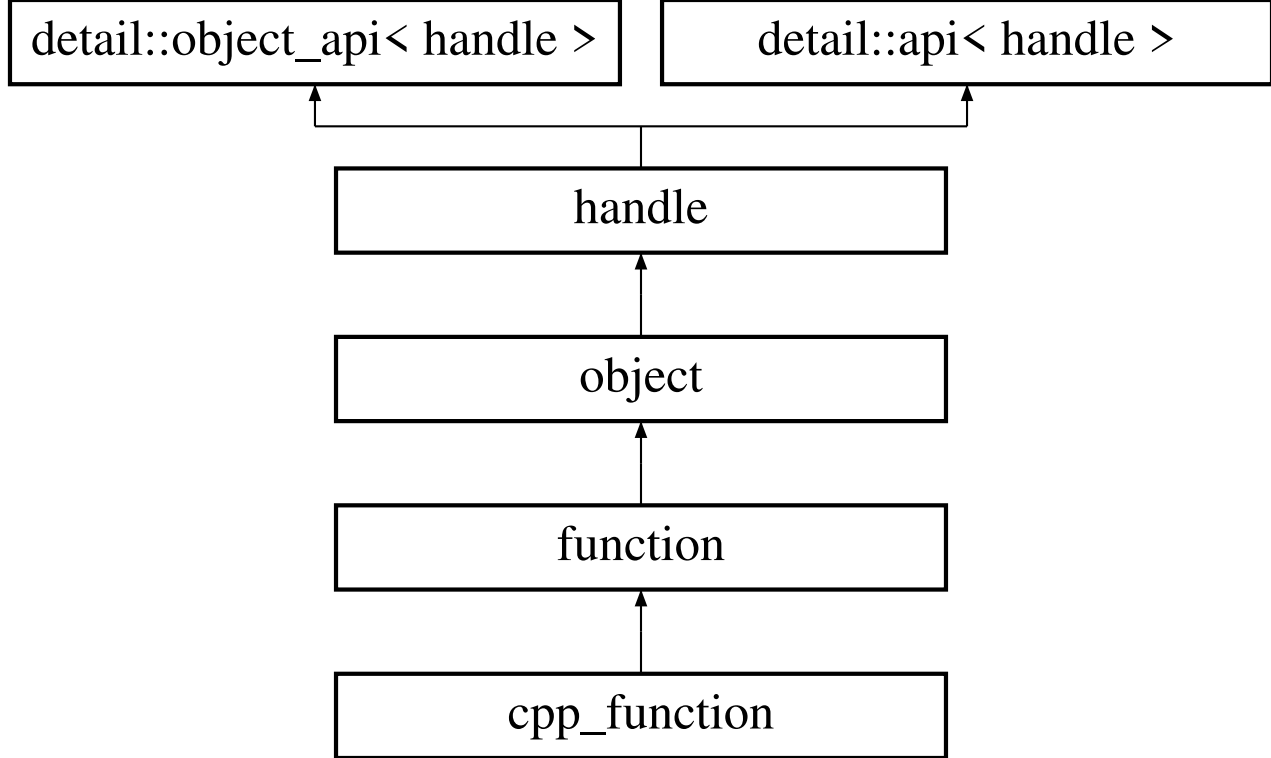 detail::object_api< handle >
detail::api< handle >
handle
object
function
cpp_function